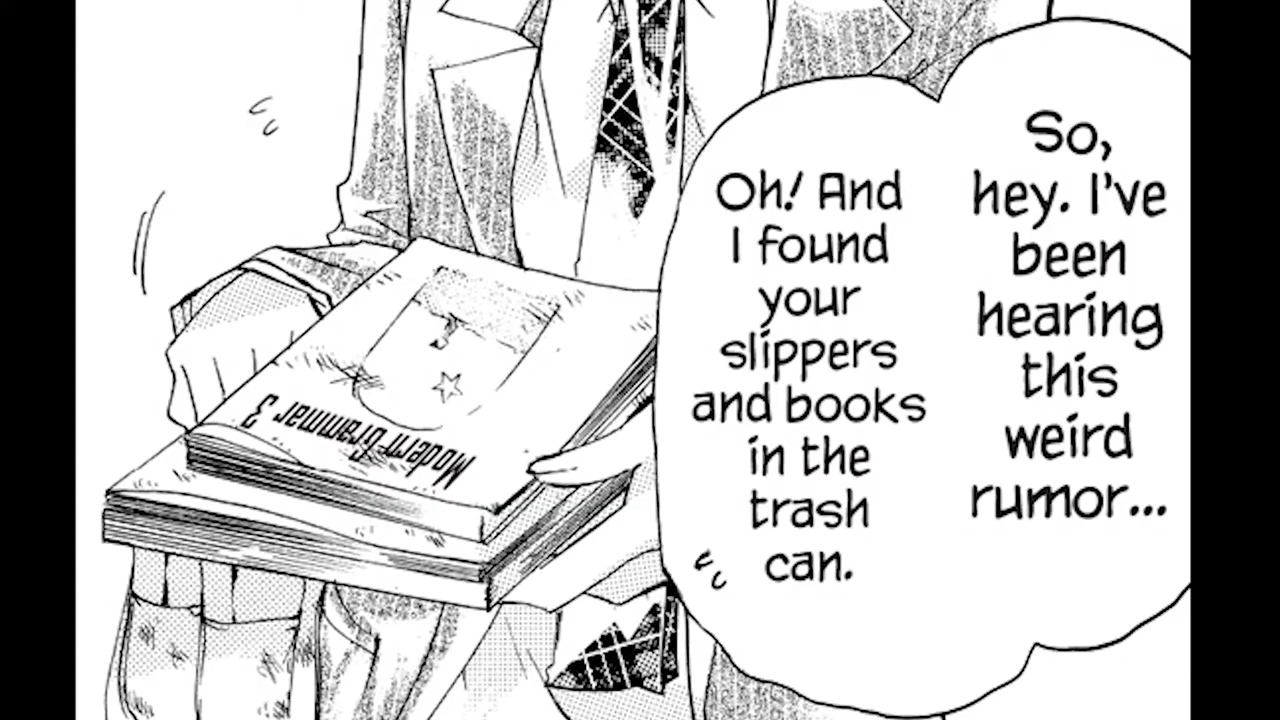 So,
hey. I've
been
hearing
this
weird
rumor...
Oh! And
I found
your
slippers
and books
in the
trash
can.
Modern Grammar 3